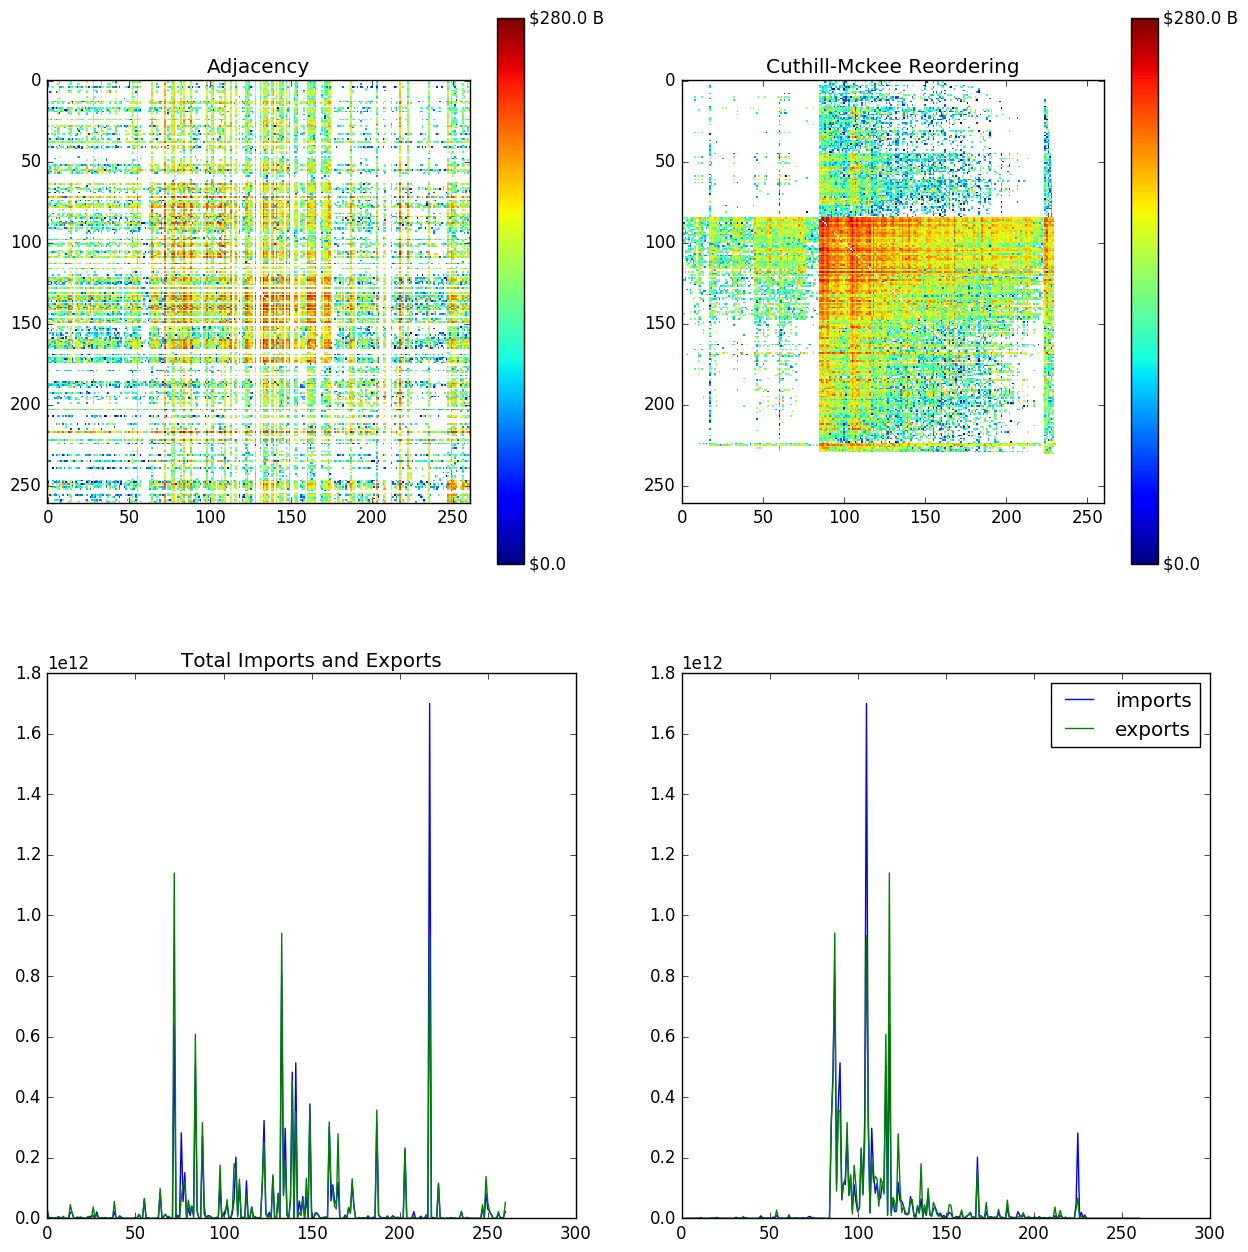 $280.0 B
$280.0 B
Adjacency
Cuthill-Mckee Reordering
0
50
100
150
200
250
0
50
100
150
200
250
0 50 100 150 200 250
0 50 100 150 200 250
$0.0
$0.0
1e12
Total Imports and Exports
1e12
1.8
1.6
1.4
1.2
1.0
0.8
0.6
0.4
0.2
0.0
0 50 100 150 200 250 300
1.8
1.6
1.4
1.2
1.0
0.8
0.6
0.4
0.2
0.0
imports
exports
0 50 100 150 200 250 300